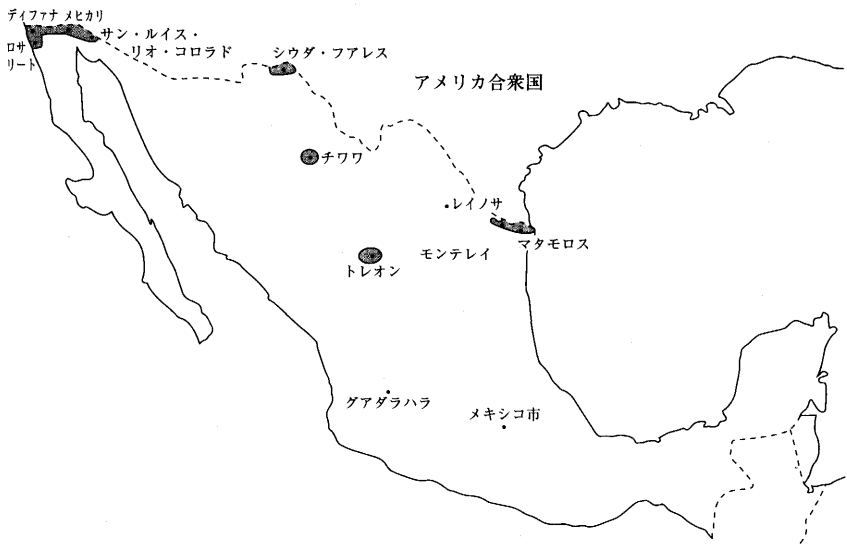 ディファナ メヒカリ
ロサ
リート
サン・ルイス・
リオ・コロラド
シウダ・フアレス
アメリカ合衆国
チワワ
レイノサ
マタモロス
モンテレイ
トレオン
グアダラハラ
メキシコ市